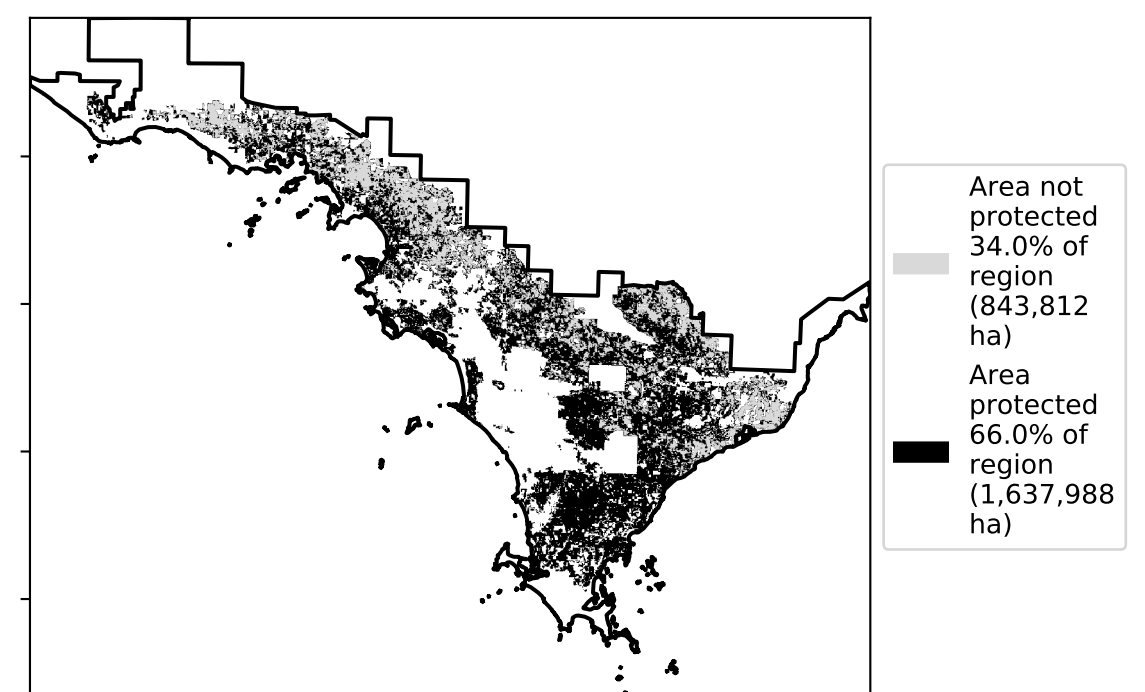 Area not
protected
34.0% of
region
(843,812
ha)
Area
protected
66.0% of
region
(1,637,988
ha)